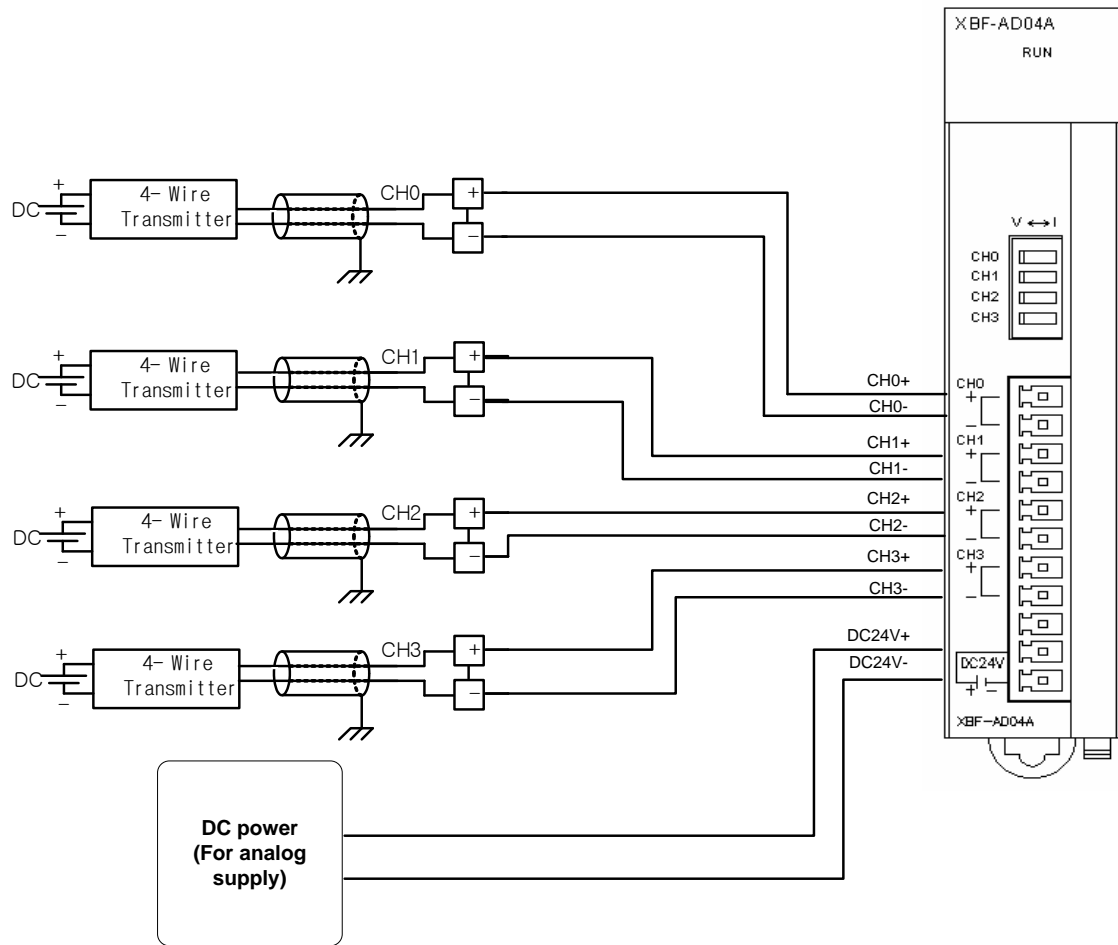 XBF-AD04A
RUN
V ↔ I
CH0
CH1
CH2
CH3
+
DC
−
4- Wire
Transmitter
CH0
+
−
+
DC
−
4- Wire
Transmitter
CH1
+
−
+
DC
−
4- Wire
Transmitter
CH2
+
−
+
DC
−
4- Wire
Transmitter
CH3
+
−
CH0+
CH0-
CH1+
CH1-
CH2+
CH2-
CH3+
CH3-
DC24V+
DC24V-
CH0
+
−
CH1
+
−
CH2
+
−
CH3
+
−
DC24V
+ −
XBF-AD04A
DC power
(For analog
supply)